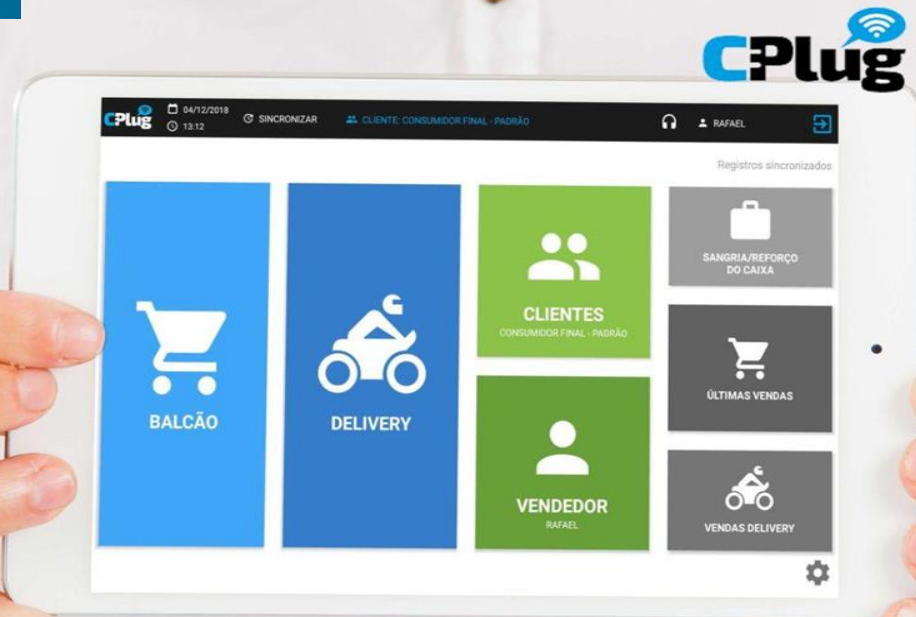 CPlug
CPlug
04/12/2018
13:12
SINCRONIZAR
CLIENTE: CONSUMIDOR FINAL - PADRÃO
RAFAEL
Registros sincronizados
BALCÃO
DELIVERY
CLIENTES
CONSUMIDOR FINAL - PADRÃO
VENDEDOR
RAFAEL
SANGRIA/REFORÇO
DO CAIXA
ÚLTIMAS VENDAS
VENDAS DELIVERY